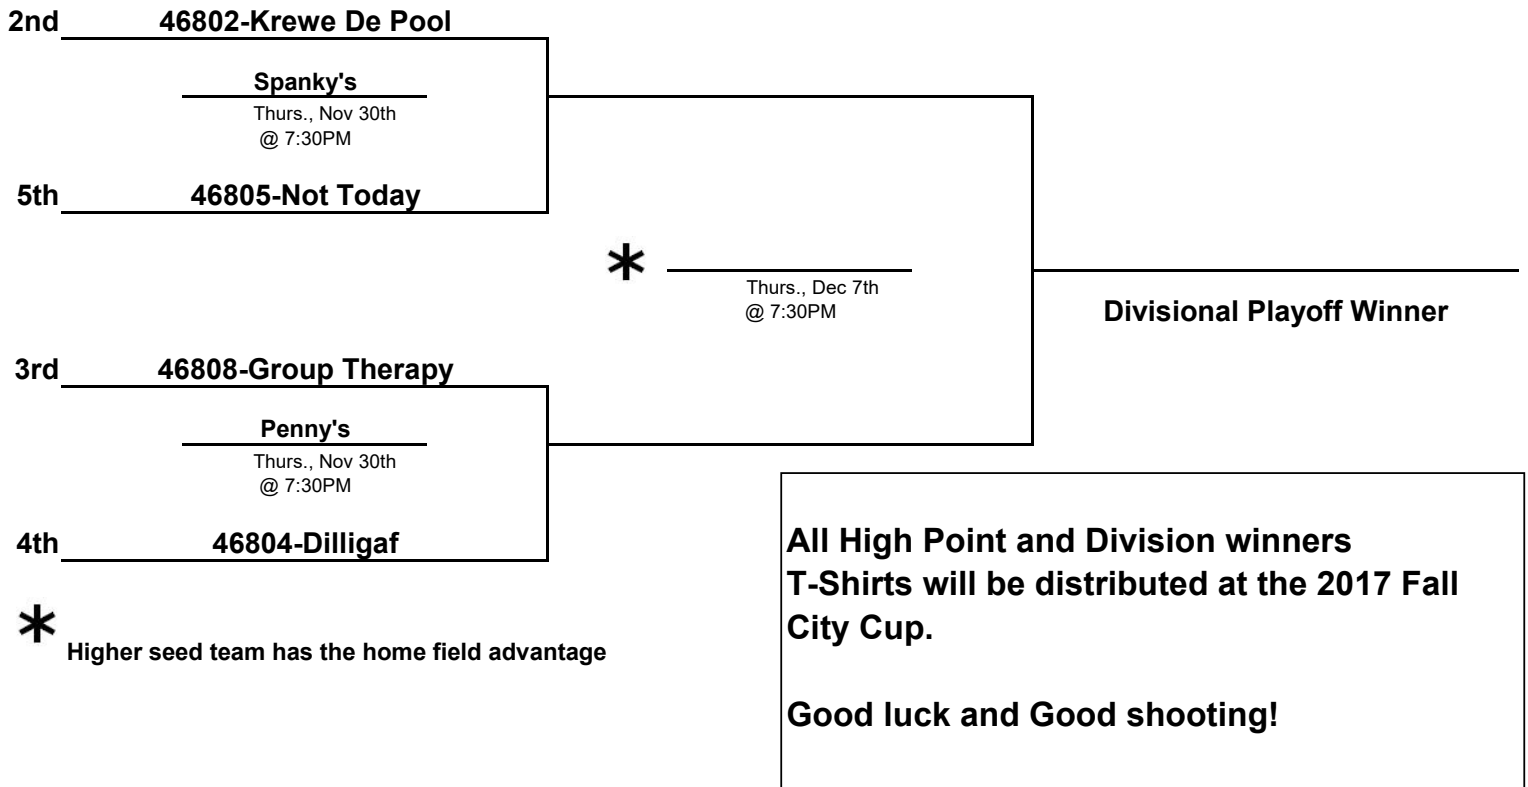 2nd 46802-Krewe De Pool
Spanky's
Thurs., Nov 30th
@ 7:30PM
5th 46805-Not Today
*
Thurs., Dec 7th
@ 7:30PM
Divisional Playoff Winner
3rd 46808-Group Therapy
Penny's
Thurs., Nov 30th
@ 7:30PM
4th 46804-Dilligaf
* Higher seed team has the home field advantage
All High Point and Division winners
T-Shirts will be distributed at the 2017 Fall
City Cup.
Good luck and Good shooting!